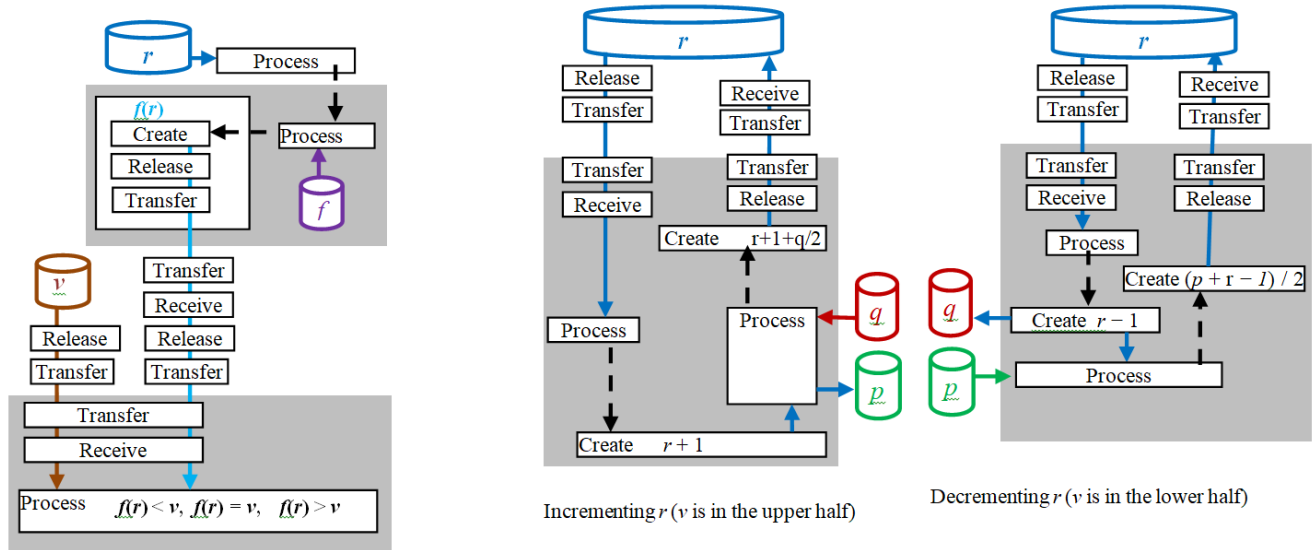 r
Process
f(r)
Create
Process
Release
Transfer
f
v
Transfer
Receive
Release
Release
Transfer
Transfer
Transfer
Receive
Process f(r) < v, f(r) = v, f(r) > v
r
Release
Transfer
Receive
Transfer
Transfer
Receive
Transfer
Release
Create r+1+q/2
Process
Process
q
p
Create r + 1
Incrementing r (v is in the upper half)
r
Release
Transfer
Receive
Transfer
Transfer
Receive
Transfer
Release
Process
Create (p + r – 1) / 2
q
Create r – 1
p
Process
Decrementing r (v is in the lower half)